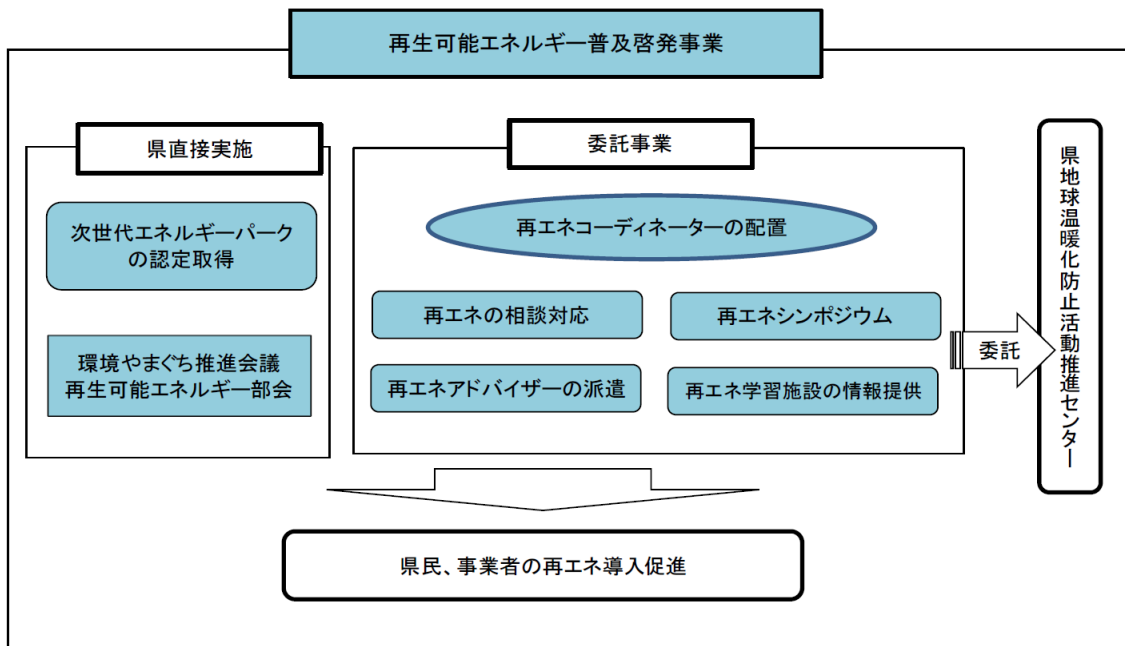 再生可能エネルギー普及啓発事業
県直接実施
次世代エネルギーパーク
の認定取得
環境やまぐち推進会議
再生可能エネルギー部会
委託事業
再エネコーディネーターの配置
再エネの相談対応
再エネシンポジウム
再エネアドバイザーの派遣
再エネ学習施設の情報提供
委託
県地球温暖化防止活動推進センター
県民、事業者の再エネ導入促進